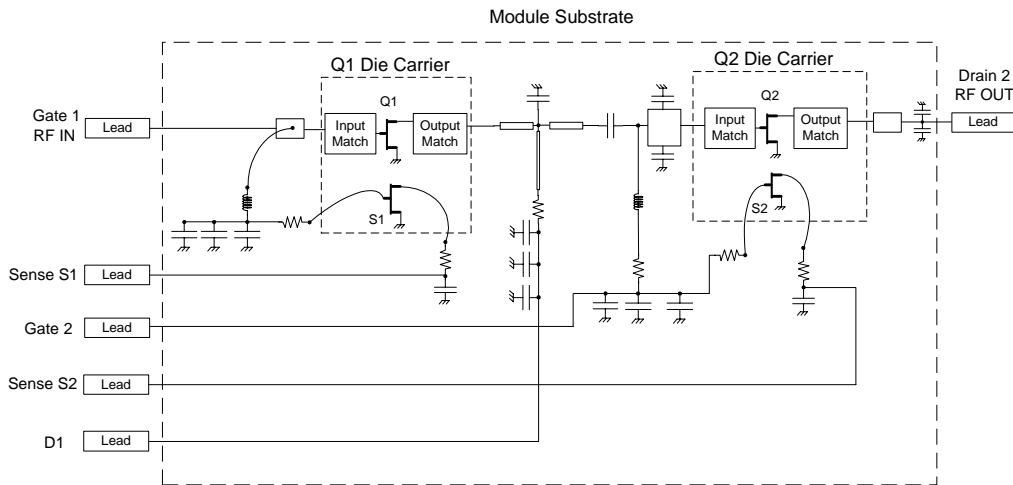 Module Substrate
Q1 Die Carrier
Q2 Die Carrier
Gate 1
RF IN
Lead
Input
Match
Q1
Output
Match
Input
Match
Q2
Output
Match
Drain 2
RF OUT
Lead
S1
S2
Sense S1
Lead
Gate 2
Lead
Sense S2
Lead
D1
Lead